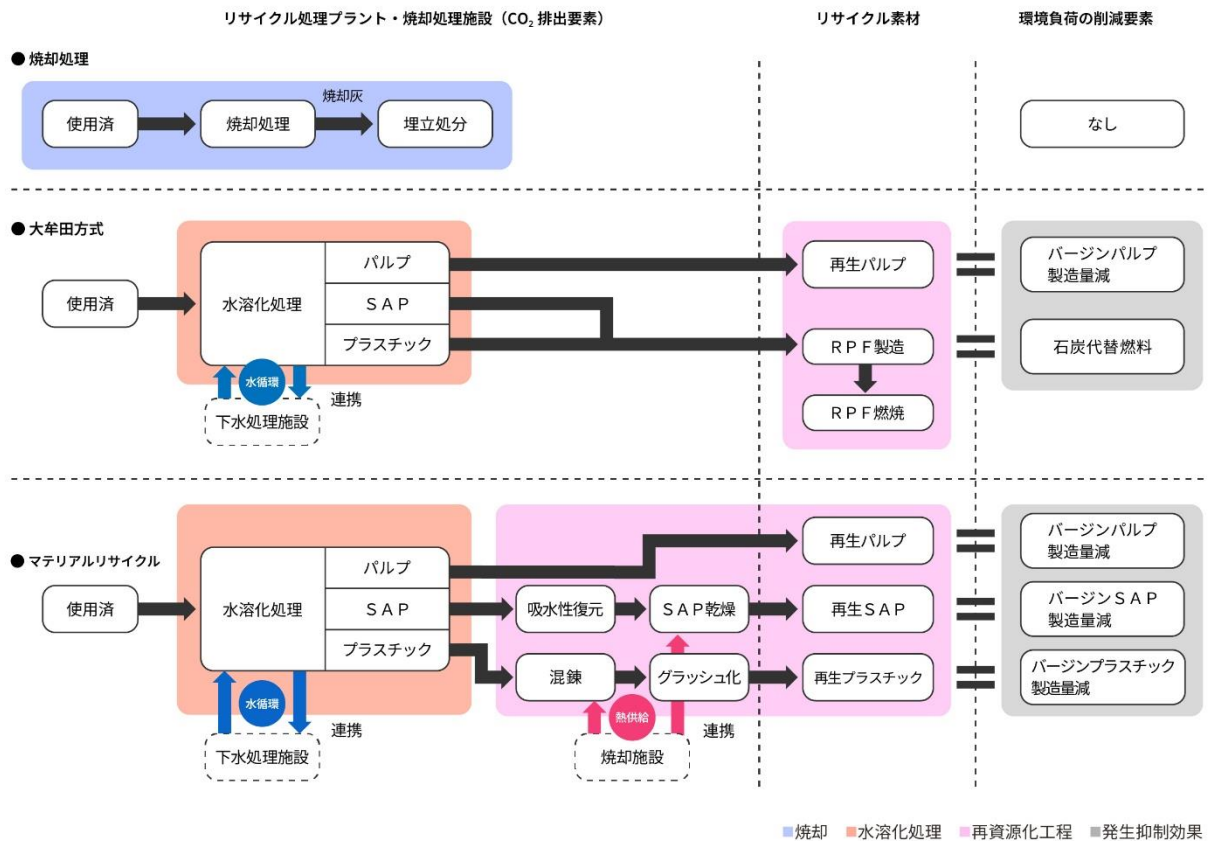 リサイクル処理プラント・焼却処理施設（CO₂ 排出要素）
リサイクル素材
環境負荷の削減要素
● 焼却処理
使用済
焼却処理
焼却灰
埋立処分
なし
● 大牟田方式
使用済
水溶化処理
パルプ
ＳＡＰ
プラスチック
水循環
連携
下水処理施設
再生パルプ
ＲＰＦ製造
ＲＰＦ燃焼
バージンパルプ
製造量減
石炭代替燃料
● マテリアルリサイクル
使用済
水溶化処理
パルプ
ＳＡＰ
プラスチック
水循環
連携
下水処理施設
吸水性復元
ＳＡＰ乾燥
混錬
グラッシュ化
熱供給
連携
焼却施設
再生パルプ
再生ＳＡＰ
再生プラスチック
バージンパルプ
製造量減
バージンＳＡＰ
製造量減
バージンプラスチック
製造量減
■焼却 ■水溶化処理 ■再資源化工程 ■発生抑制効果